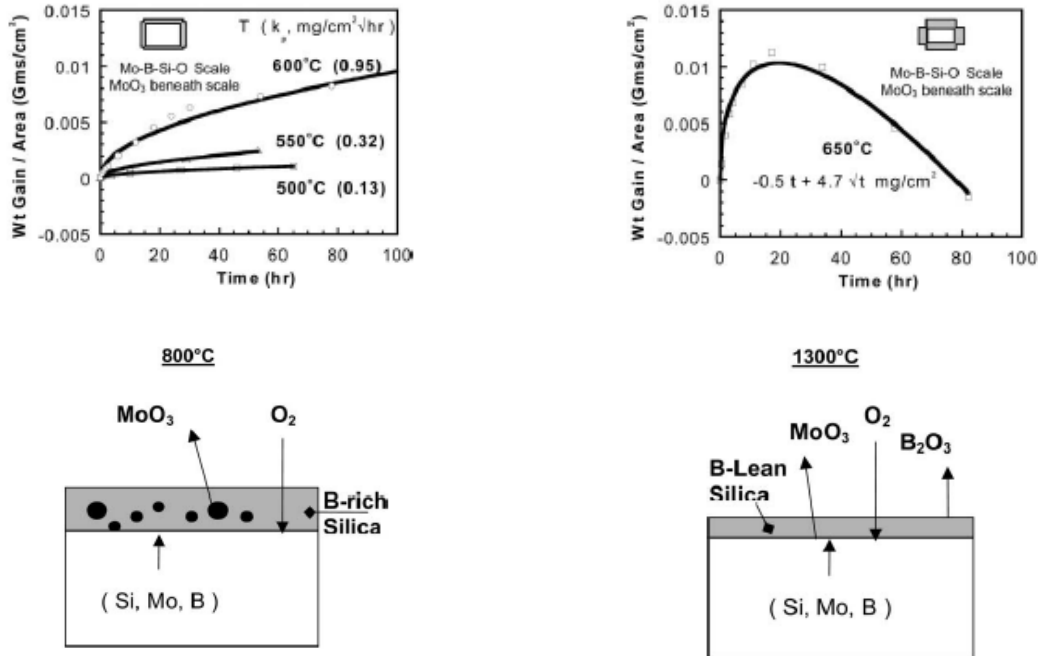 T ( kₚ, mg/cm²√hr)
600°C (0.95)
Mo-B-Si-O Scale
MoO₃ beneath scale
550°C (0.32)
500°C (0.13)
Wt Gain / Area (Gms/cm²)
0.015
0.01
0.005
0
-0.005
0 20 40 60 80 100
Time (hr)
Mo-B-Si-O Scale
MoO₃ beneath scale
650°C
-0.5 t + 4.7 √t mg/cm²
Wt Gain / Area (Gms/cm²)
0.015
0.01
0.005
0
-0.005
0 20 40 60 80 100
Time (hr)
800°C
MoO₃ O₂
B-rich
Silica
( Si, Mo, B )
1300°C
MoO₃ O₂ B₂O₃
B-Lean
Silica
( Si, Mo, B )